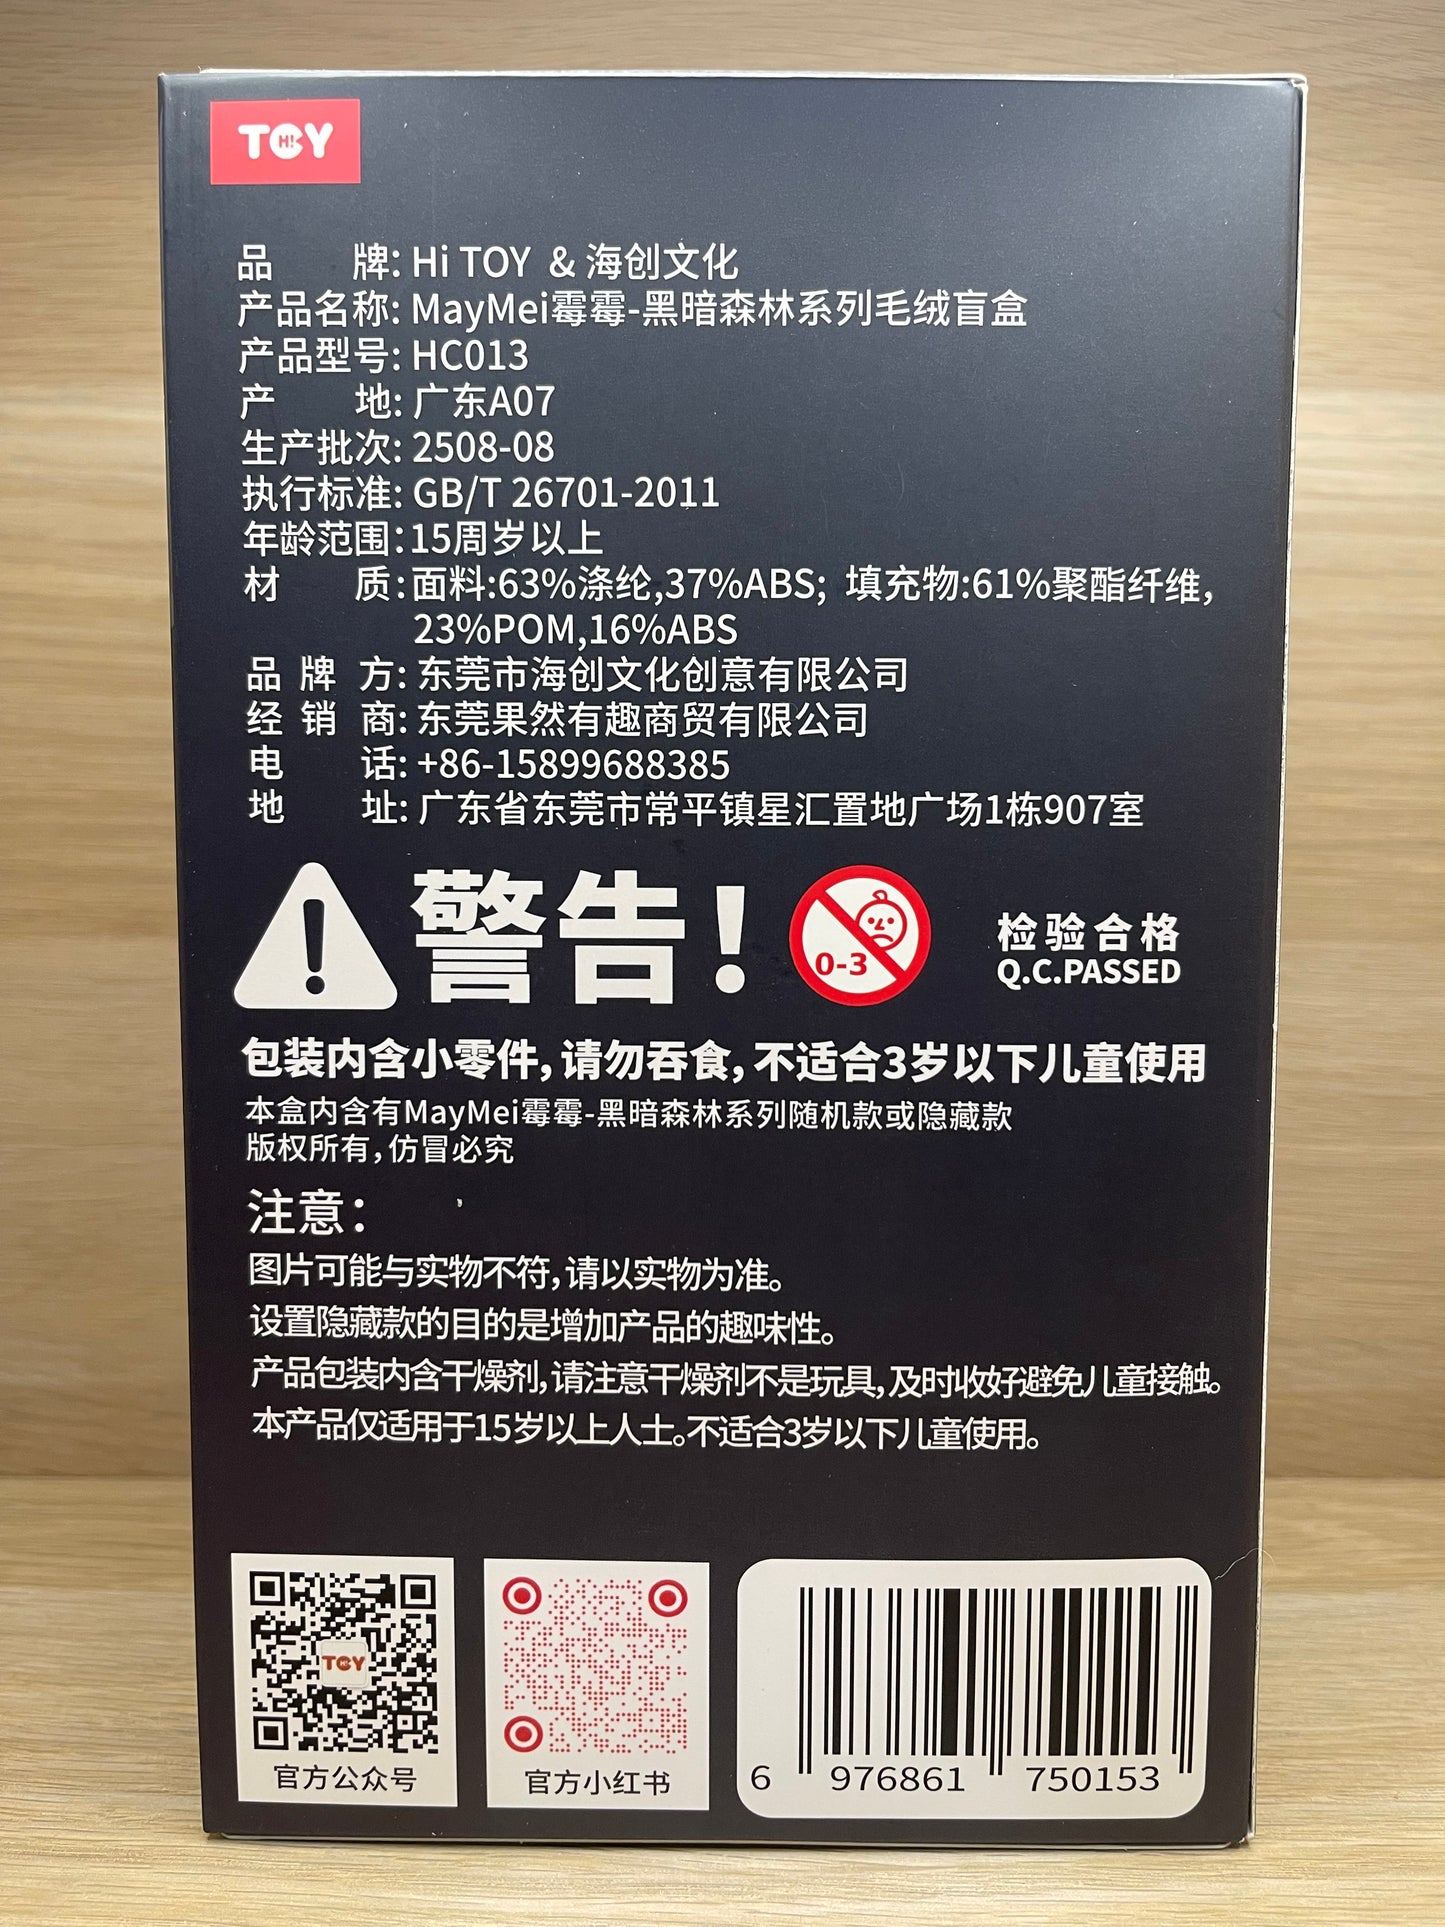 Hi! TOY
品牌: Hi TOY & 海创文化
产品名称: MayMei霉霉-黑暗森林系列毛绒盲盒
产品型号: HC013
产地: 广东A07
生产批次: 2508-08
执行标准: GB/T 26701-2011
年龄范围: 15周岁以上
材质: 面料:63%涤纶,37%ABS; 填充物:61%聚酯纤维,
23%POM,16%ABS
品牌方: 东莞市海创文化创意有限公司
经销商: 东莞果然有趣商贸有限公司
电话: +86-15899688385
地址: 广东省东莞市常平镇星汇置地广场1栋907室
警告!
0-3
检验合格
Q.C.PASSED
包装内含小零件,请勿吞食,不适合3岁以下儿童使用
本盒内含有MayMei霉霉-黑暗森林系列随机款或隐藏款
版权所有,仿冒必究
注意:
图片可能与实物不符,请以实物为准。
设置隐藏款的目的是增加产品的趣味性。
产品包装内含干燥剂,请注意干燥剂不是玩具,及时收好避免儿童接触。
本产品仅适用于15岁以上人士。不适合3岁以下儿童使用。
Hi! TOY
官方公众号
官方小红书
6 976861 750153